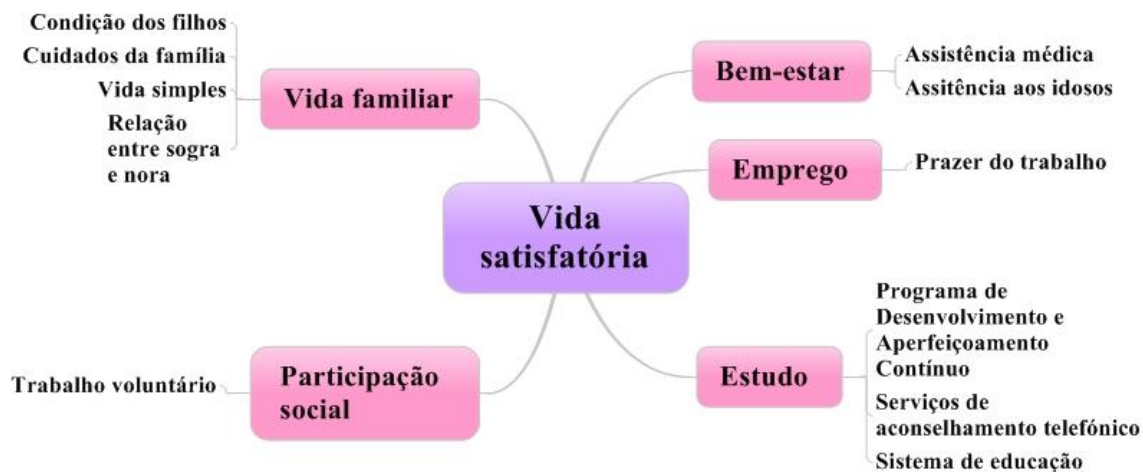 Vida
satisfatória
Vida familiar
Condição dos filhos
Cuidados da família
Vida simples
Relação
entre sogra
e nora
Participação
social
Trabalho voluntário
Bem-estar
Assistência médica
Assitência aos idosos
Emprego
Prazer do trabalho
Estudo
Programa de
Desenvolvimento e
Aperfeiçoamento
Contínuo
Serviços de
aconselhamento telefónico
Sistema de educação